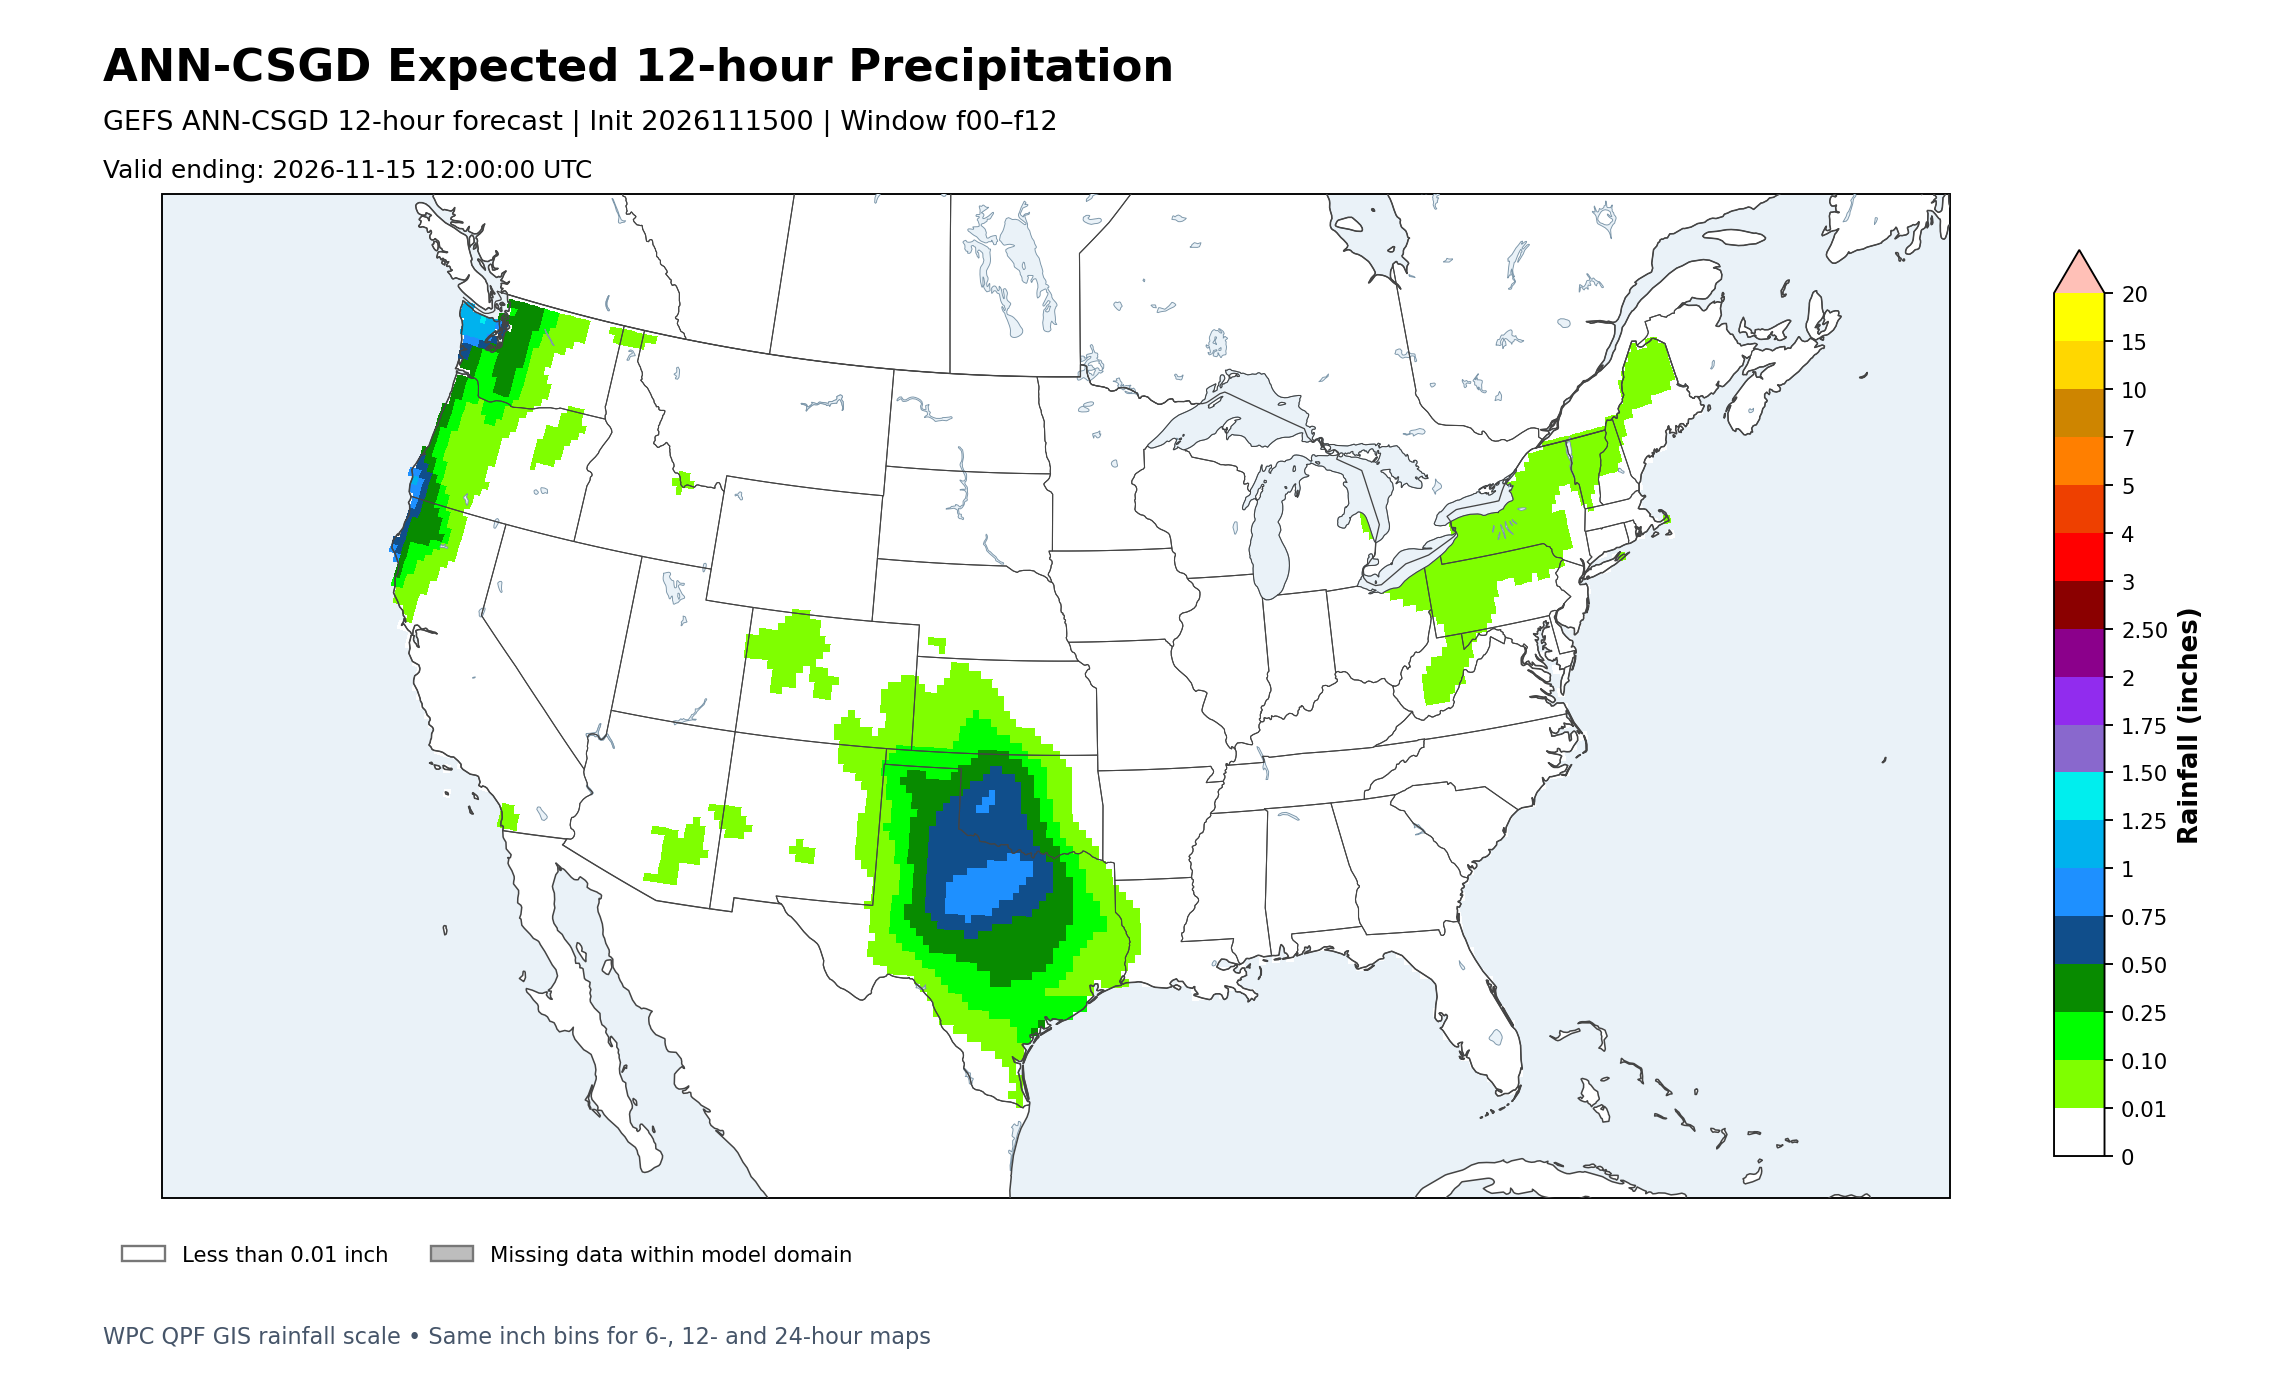 ANN-CSGD Expected 12-hour Precipitation
GEFS ANN-CSGD 12-hour forecast | Init 2026111500 | Window f00–f12
Valid ending: 2026-11-15 12:00:00 UTC
20
15
10
7
5
4
3
2.50
2
1.75
1.50
1.25
1
0.75
0.50
0.25
0.10
0.01
0
Rainfall (inches)
Less than 0.01 inch
Missing data within model domain
WPC QPF GIS rainfall scale • Same inch bins for 6-, 12- and 24-hour maps